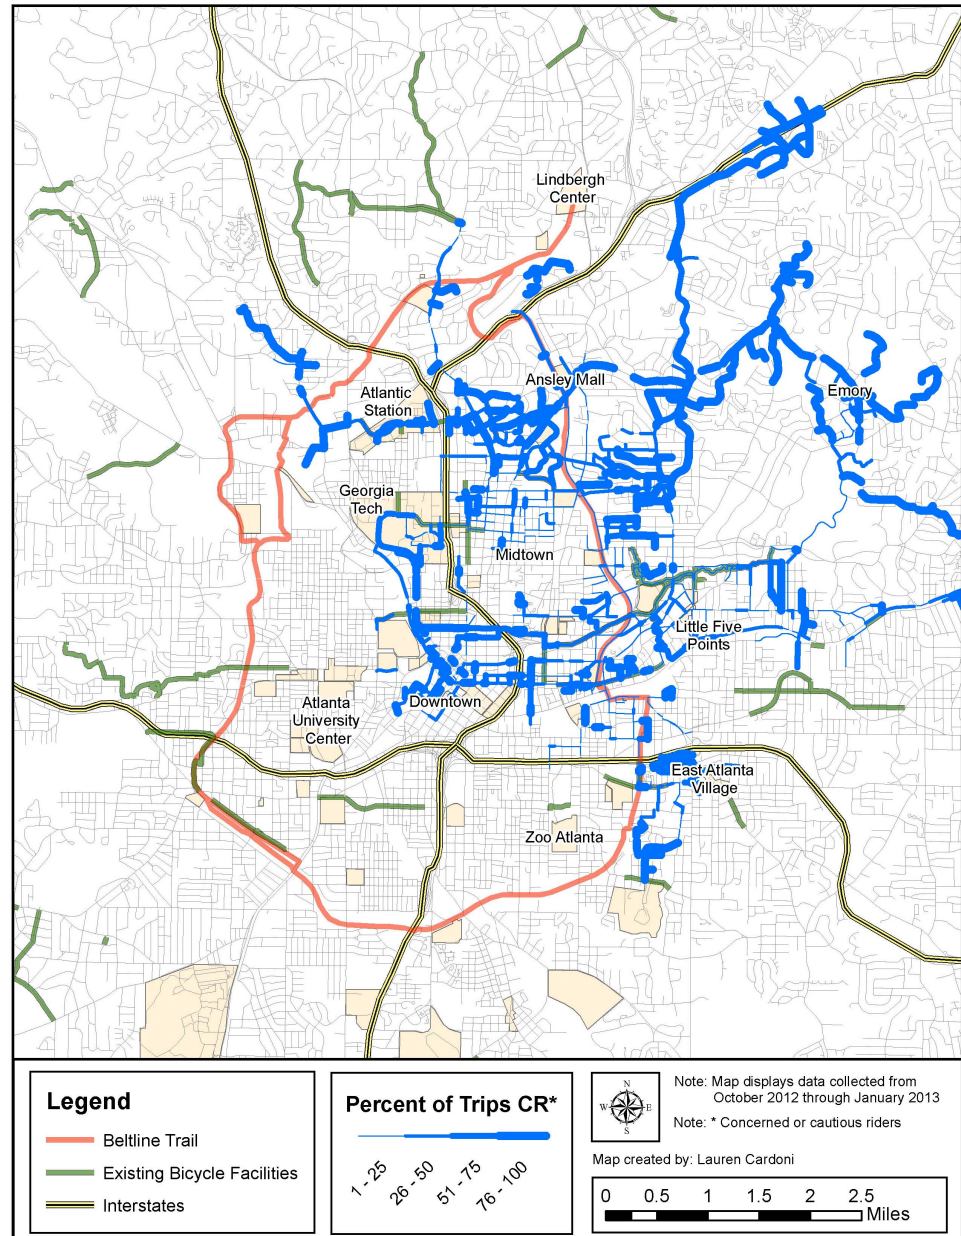 Lindbergh
Center
Ansley Mall
Emory
Atlantic
Station
Georgia
Tech
Midtown
Little Five
Points
Atlanta
University
Center
Downtown
East Atlanta
Village
Zoo Atlanta
Legend
Beltline Trail
Existing Bicycle Facilities
Interstates
Percent of Trips CR*
1 - 25
26 - 50
51 - 75
76 - 100
N
W E
S
Note: Map displays data collected from
October 2012 through January 2013
Note: * Concerned or cautious riders
Map created by: Lauren Cardoni
0 0.5 1 1.5 2 2.5
Miles